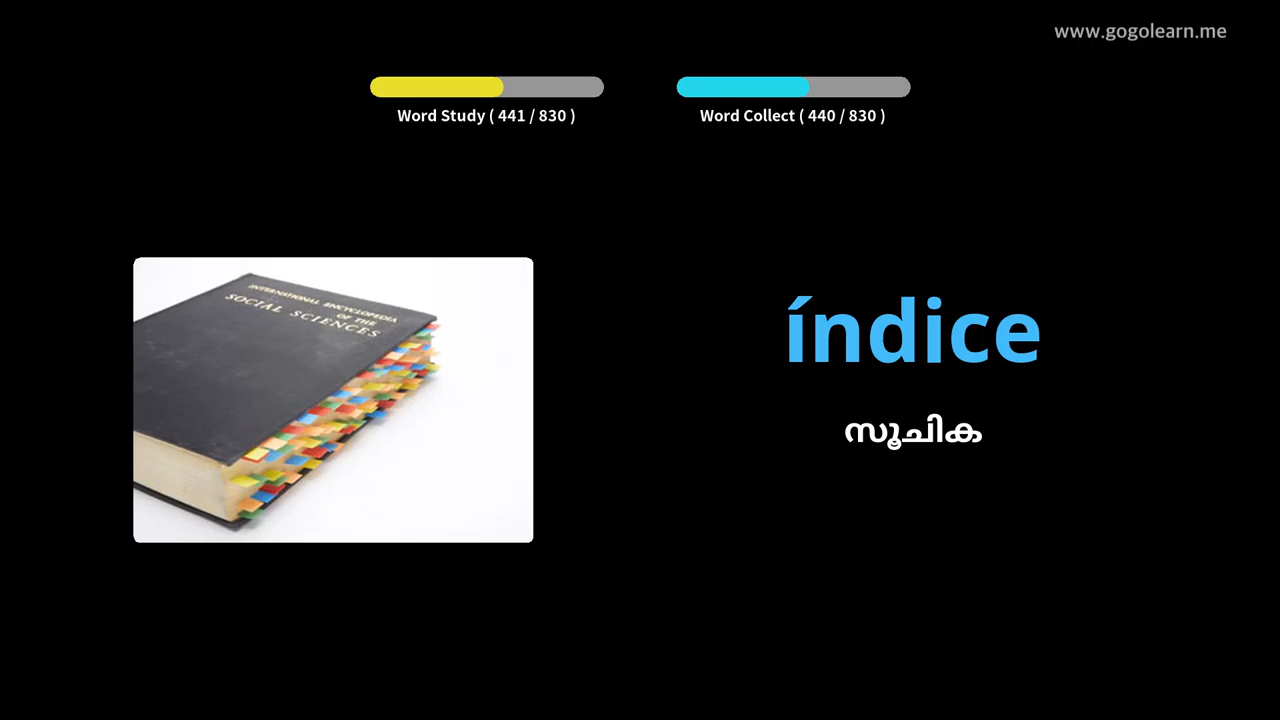 www.gogolearn.me
Word Study ( 441 / 830 )
Word Collect ( 440 / 830 )
INTERNATIONAL ENCYCLOPEDIA
OF THE
SOCIAL SCIENCES
índice
സൂചിക